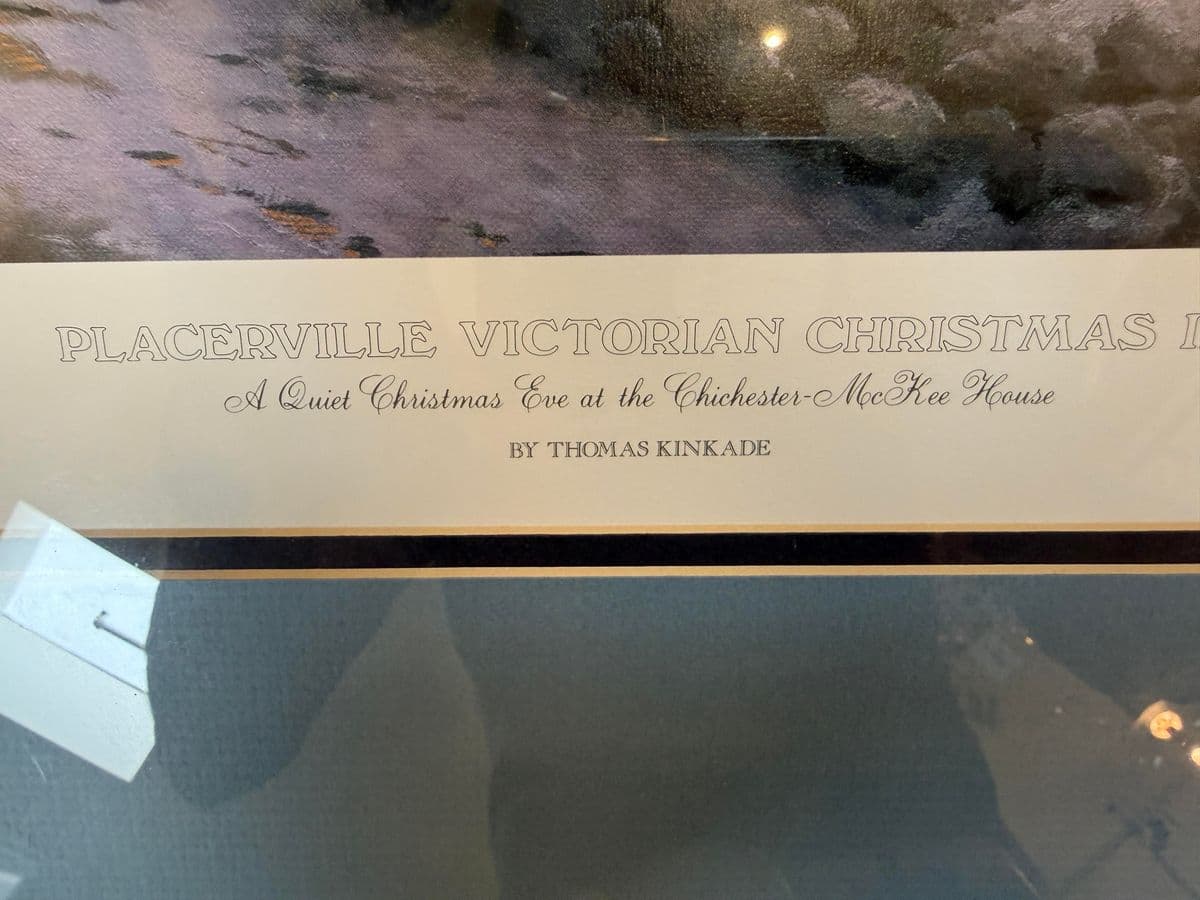 PLACERVILLE VICTORIAN CHRISTMAS
A Quiet Christmas Eve at the Chichester-McKee House
BY THOMAS KINKADE